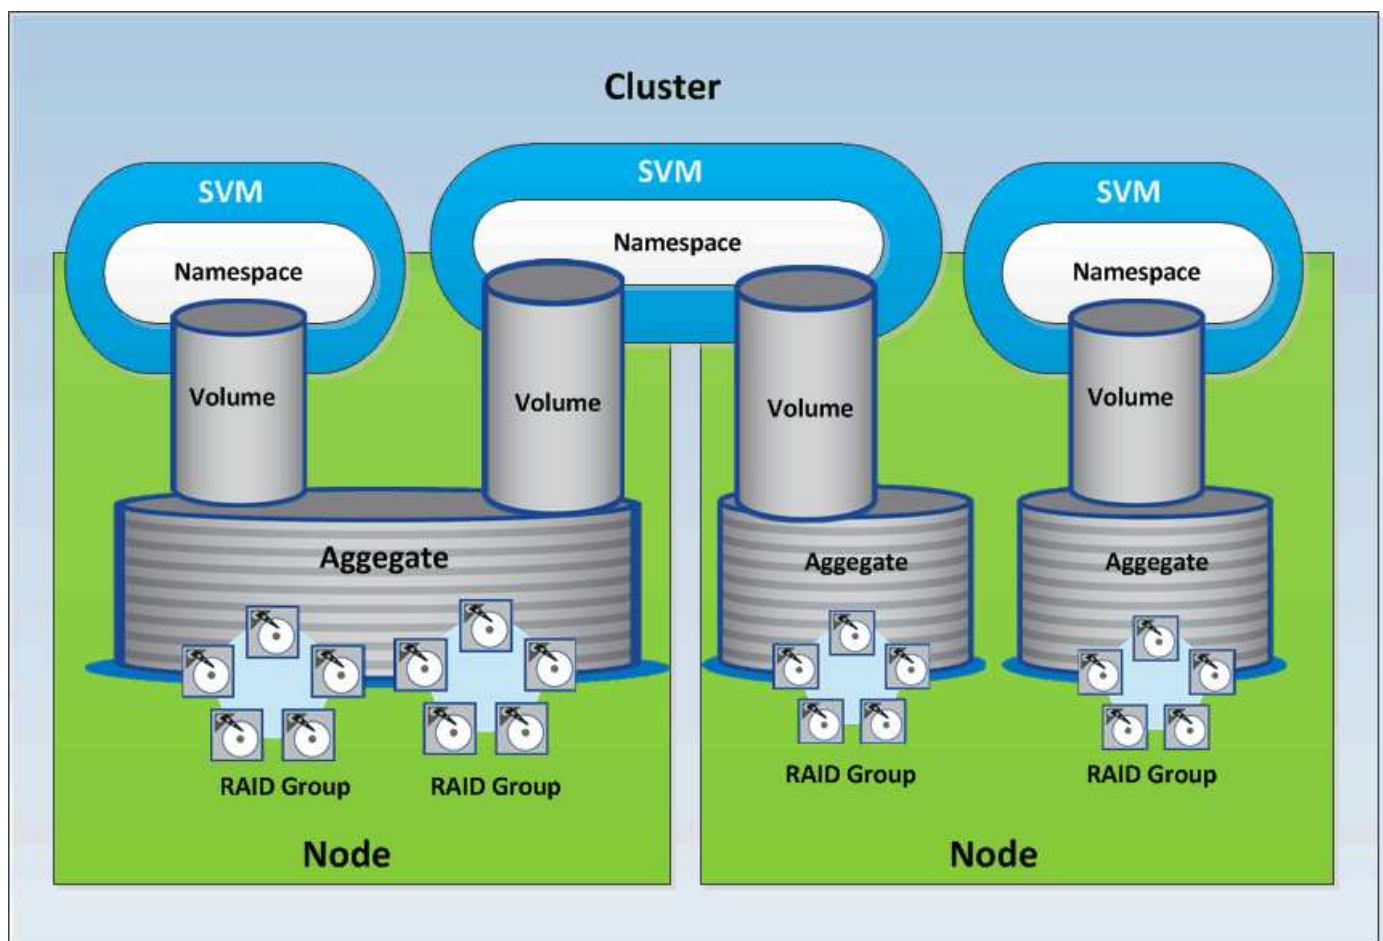 Cluster
SVM
SVM
SVM
Namespace
Namespace
Namespace
Volume
Volume
Volume
Volume
Aggegate
Aggegate
Aggegate
RAID Group
RAID Group
RAID Group
RAID Group
Node
Node